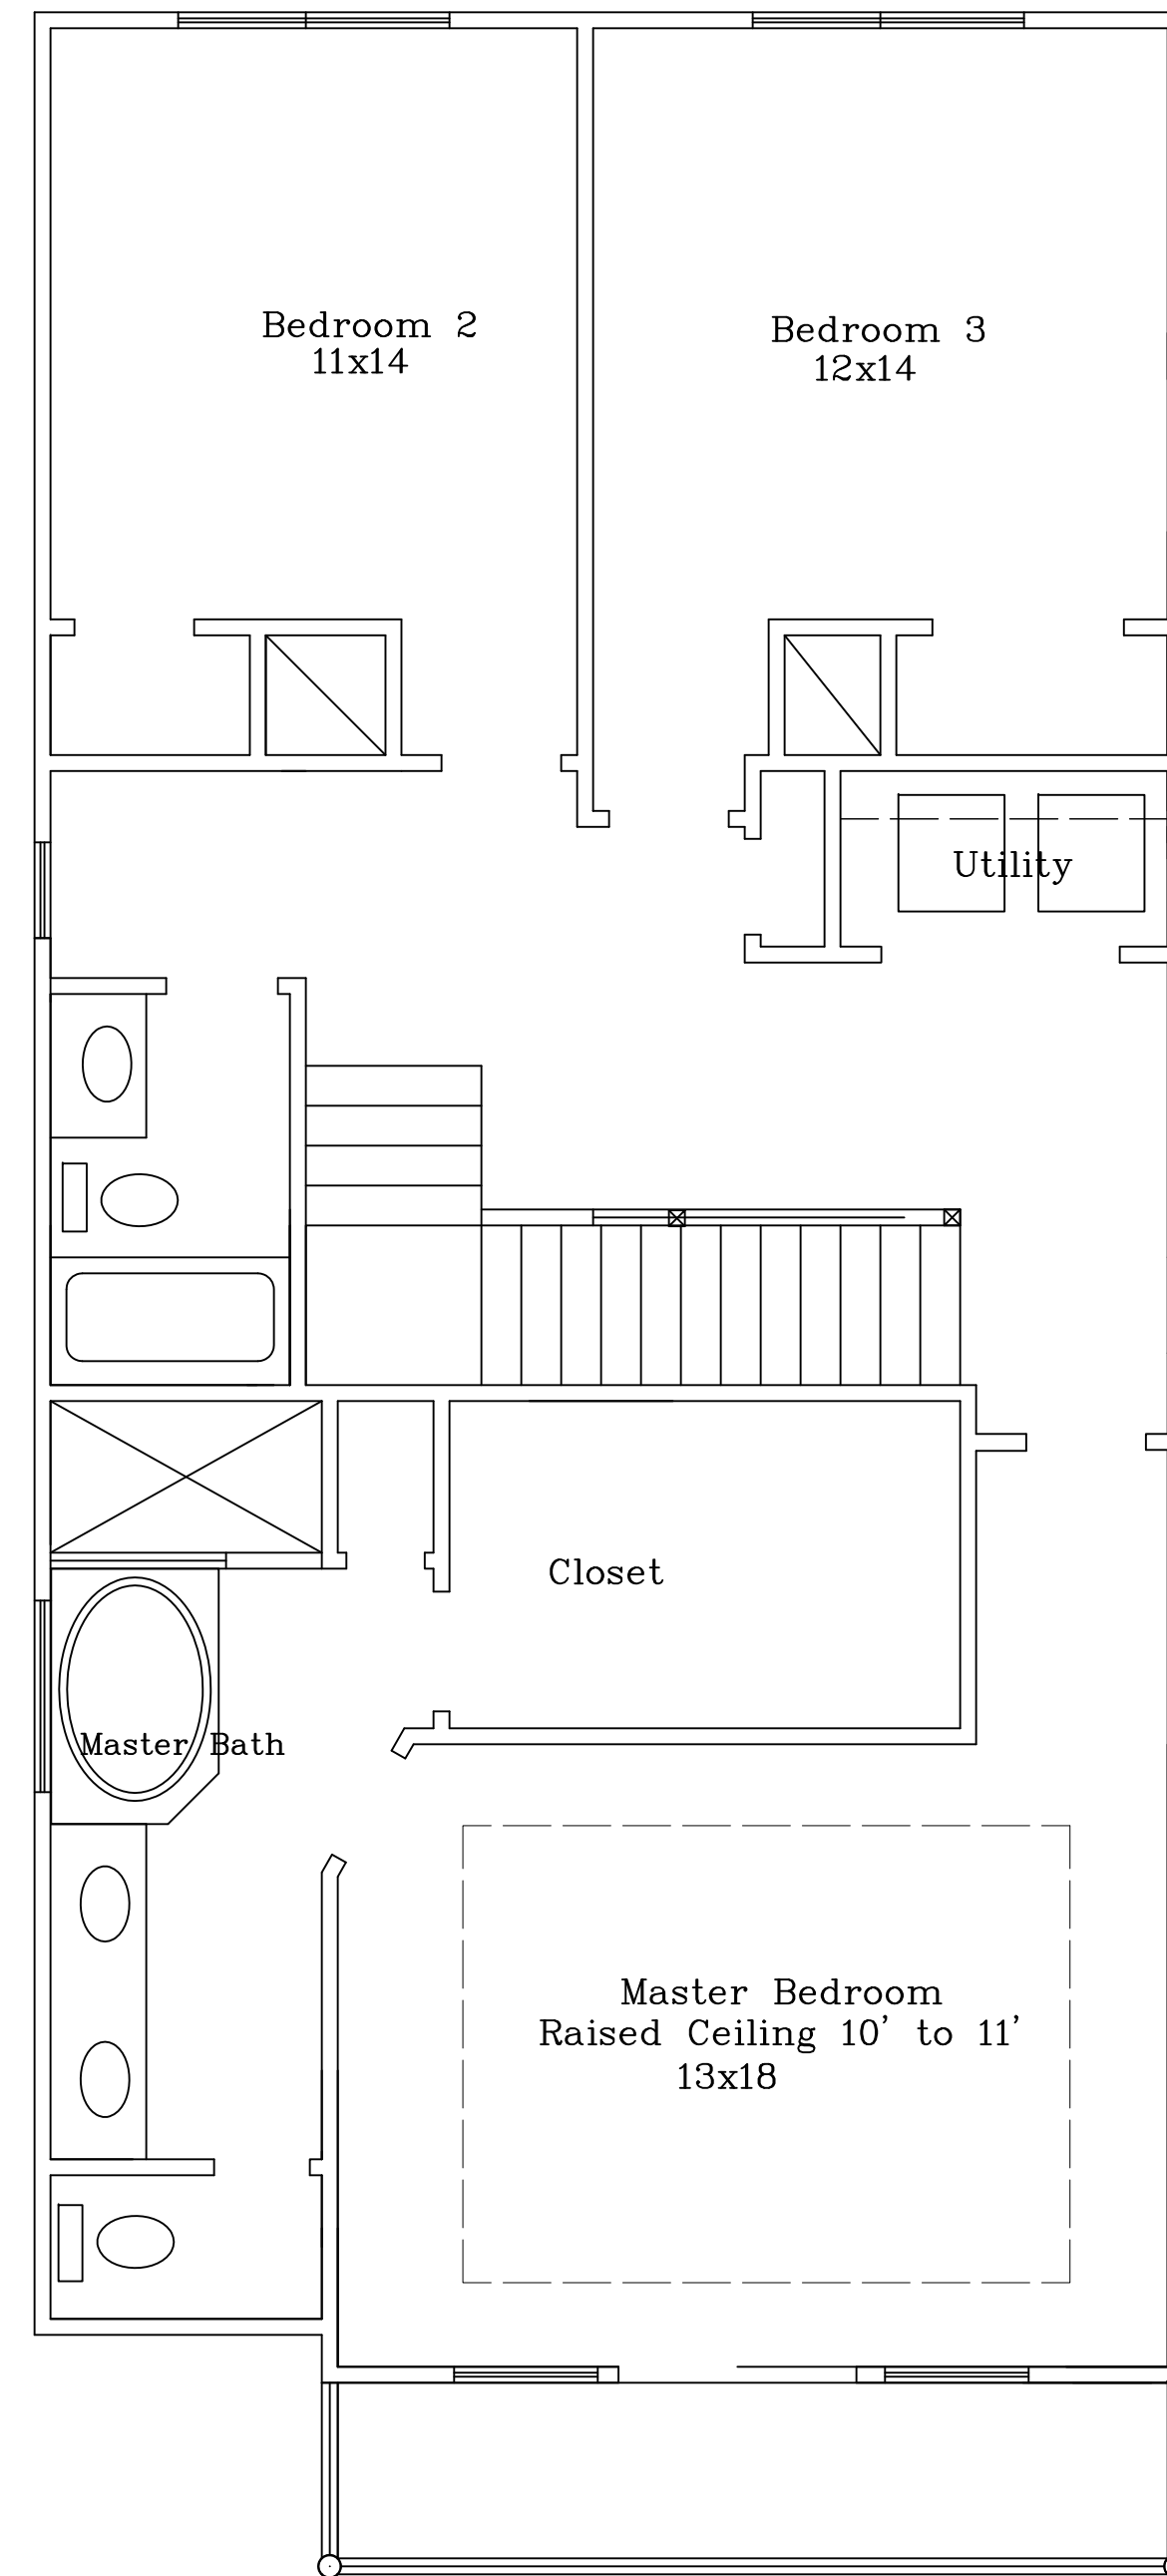 Bedroom 2
11x14
Bedroom 3
12x14
Utility
Closet
Master Bath
Master Bedroom
Raised Ceiling 10' to 11'
13x18